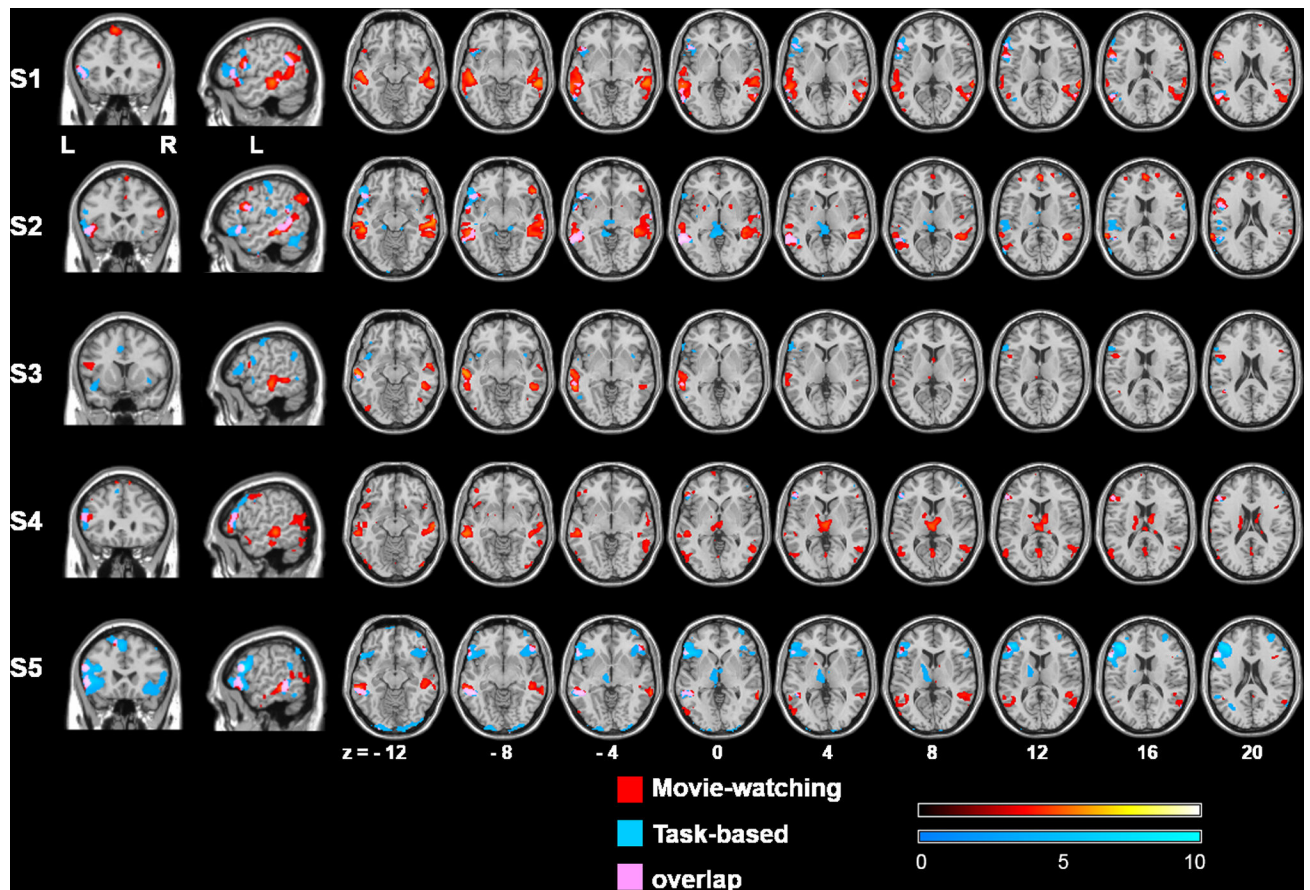 S1
L R L
S2
S3
S4
S5
z = - 12 - 8 - 4 0 4 8 12 16 20
Movie-watching
Task-based
overlap
0 5 10